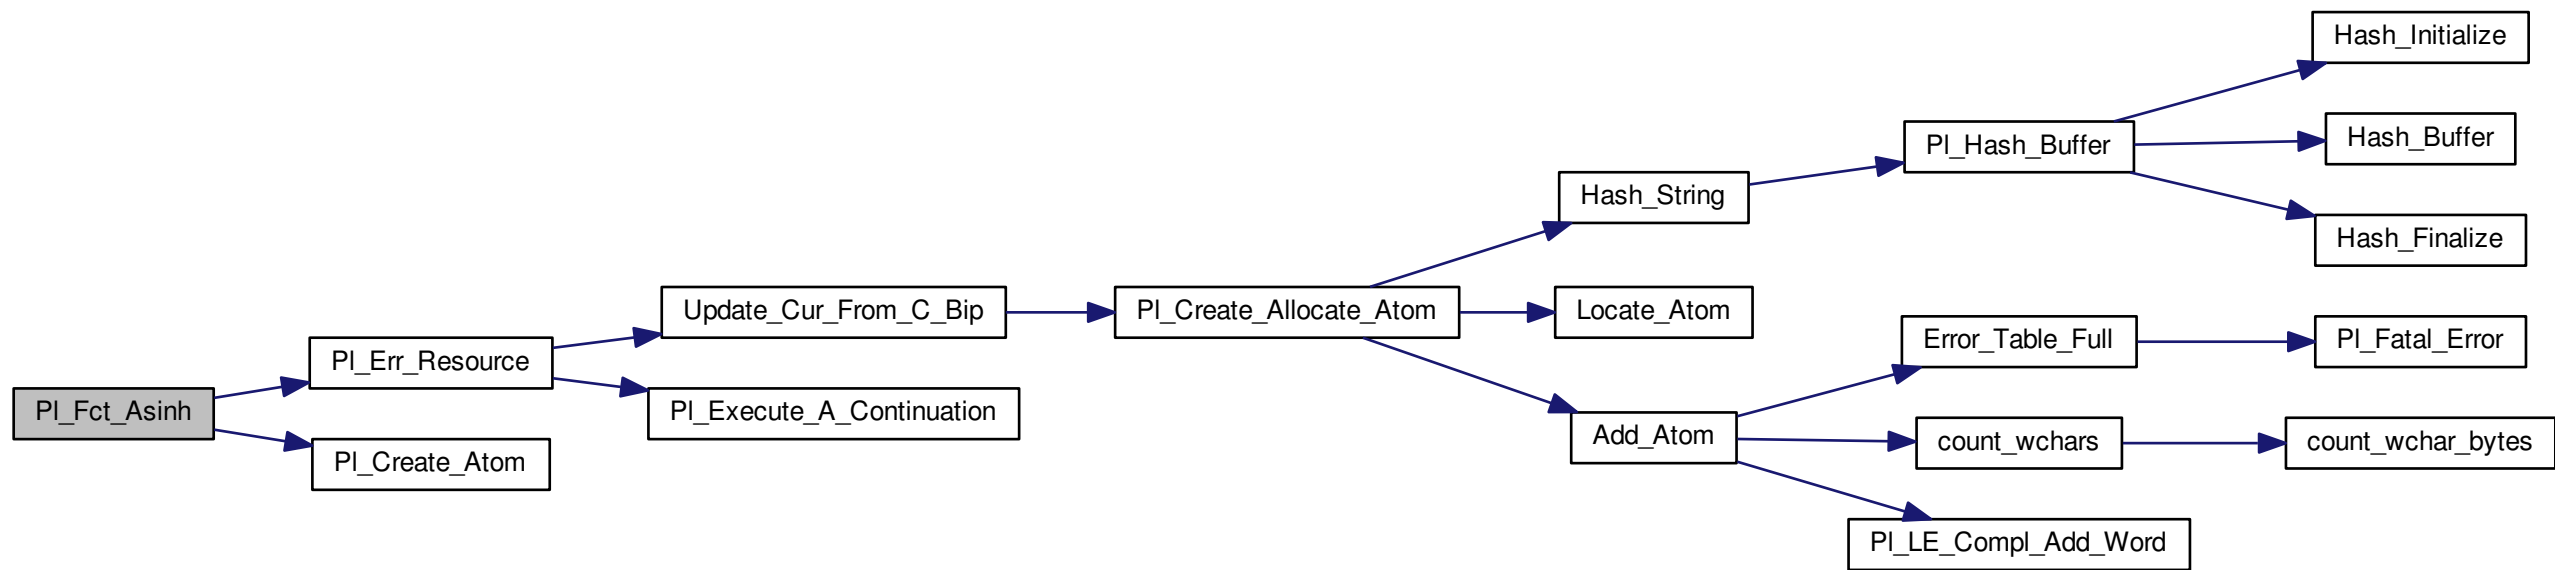 Pl_Fct_Asinh
Pl_Err_Resource
Pl_Create_Atom
Update_Cur_From_C_Bip
Pl_Execute_A_Continuation
Pl_Create_Allocate_Atom
Hash_String
Locate_Atom
Add_Atom
Pl_Hash_Buffer
Error_Table_Full
count_wchars
Pl_LE_Compl_Add_Word
Hash_Initialize
Hash_Buffer
Hash_Finalize
Pl_Fatal_Error
count_wchar_bytes